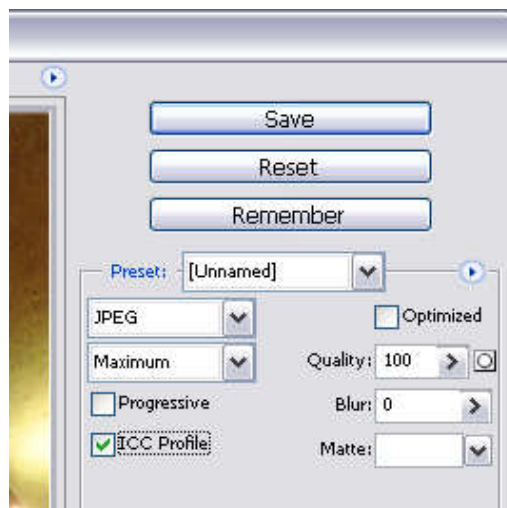 Save
Reset
Remember
Preset: [Unnamed]
JPEG Optimized
Maximum Quality: 100
Progressive Blur: 0
ICC Profile Matte: